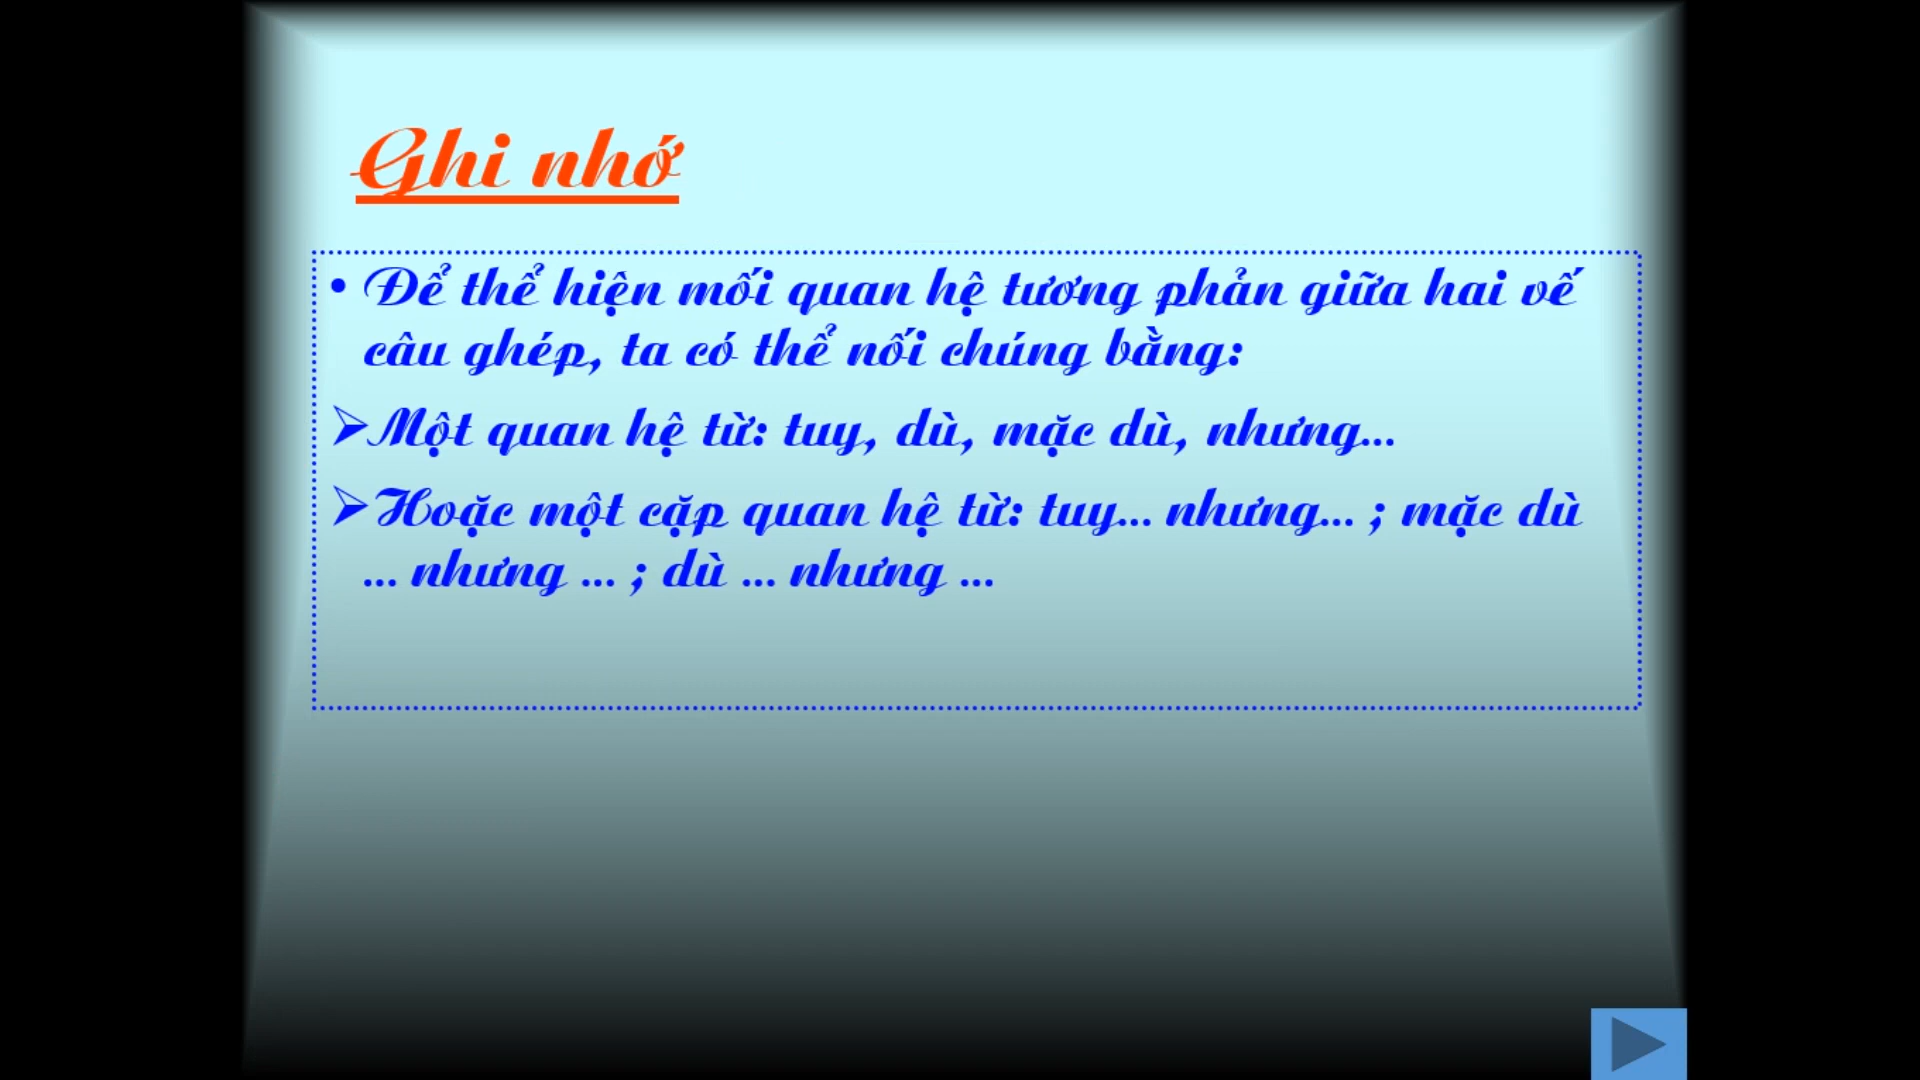 Ghi nhớ
• Để thể hiện mối quan hệ tương phản giữa hai vế
câu ghép, ta có thể nối chúng bằng:
➢Một quan hệ từ: tuy, dù, mặc dù, nhưng...
➢Hoặc một cặp quan hệ từ: tuy... nhưng... ; mặc dù
... nhưng ... ; dù ... nhưng ...